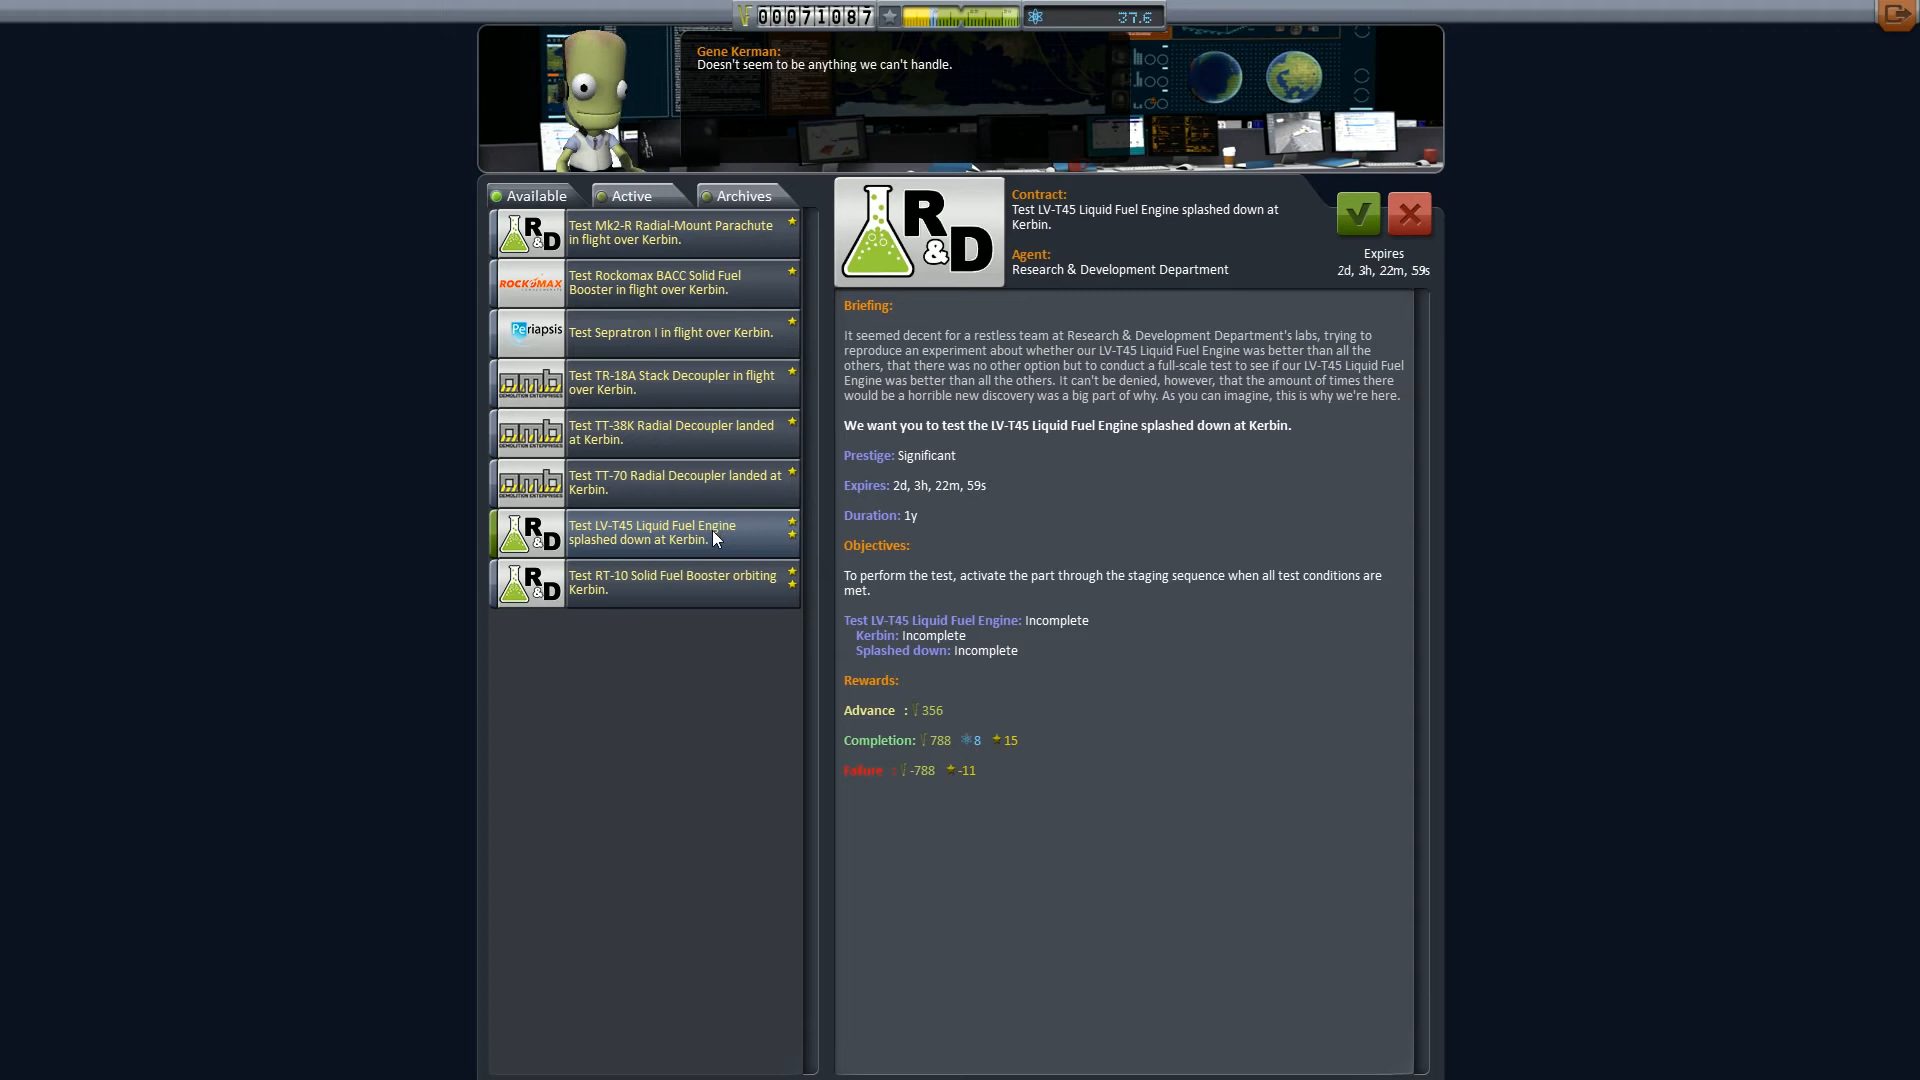 00071087
37.6
Gene Kerman:
Doesn't seem to be anything we can't handle.
Available
Active
Archives
R&D
Test Mk2-R Radial-Mount Parachute
in flight over Kerbin.
ROCKOMAX
Test Rockomax BACC Solid Fuel
Booster in flight over Kerbin.
Periapsis
Test Sepratron I in flight over Kerbin.
omb
DEMOLITION ENTERPRISES
Test TR-18A Stack Decoupler in flight
over Kerbin.
omb
DEMOLITION ENTERPRISES
Test TT-38K Radial Decoupler landed
at Kerbin.
omb
DEMOLITION ENTERPRISES
Test TT-70 Radial Decoupler landed at
Kerbin.
R&D
Test LV-T45 Liquid Fuel Engine
splashed down at Kerbin.
R&D
Test RT-10 Solid Fuel Booster orbiting
Kerbin.
R&D
Contract:
Test LV-T45 Liquid Fuel Engine splashed down at
Kerbin.
Agent:
Research & Development Department
Expires
2d, 3h, 22m, 59s
Briefing:
It seemed decent for a restless team at Research & Development Department's labs, trying to
reproduce an experiment about whether our LV-T45 Liquid Fuel Engine was better than all the
others, that there was no other option but to conduct a full-scale test to see if our LV-T45 Liquid Fuel
Engine was better than all the others. It can't be denied, however, that the amount of times there
would be a horrible new discovery was a big part of why. As you can imagine, this is why we're here.
We want you to test the LV-T45 Liquid Fuel Engine splashed down at Kerbin.
Prestige: Significant
Expires: 2d, 3h, 22m, 59s
Duration: 1y
Objectives:
To perform the test, activate the part through the staging sequence when all test conditions are
met.
Test LV-T45 Liquid Fuel Engine: Incomplete
Kerbin: Incomplete
Splashed down: Incomplete
Rewards:
Advance : 356
Completion: 788 8 15
Failure : -788 -11